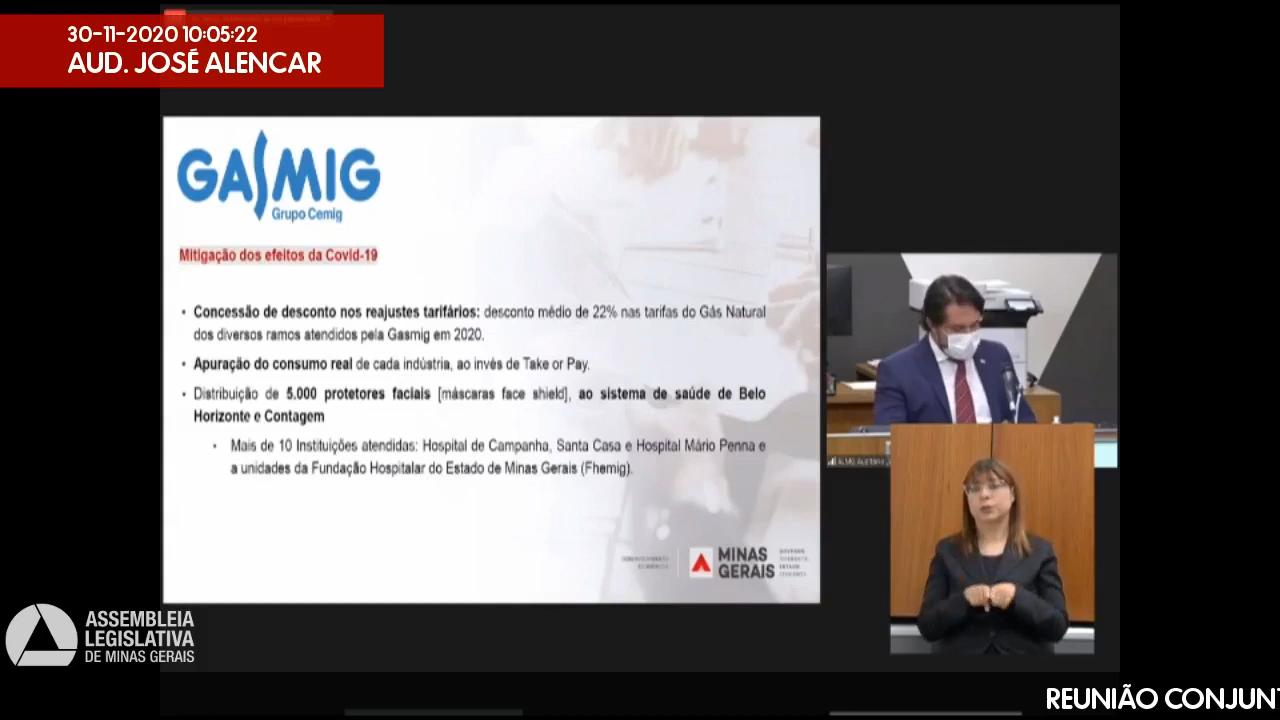 30-11-2020 10:05:22
AUD. JOSÉ ALENCAR
GASMIG
Grupo Cemig
Mitigação dos efeitos da Covid-19
• Concessão de desconto nos reajustes tarifários: desconto médio de 22% nas tarifas do Gás Natural
dos diversos ramos atendidos pela Gasmig em 2020.
• Apuração do consumo real de cada indústria, ao invés de Take or Pay.
• Distribuição de 5.000 protetores faciais [máscaras face shield], ao sistema de saúde de Belo
Horizonte e Contagem
• Mais de 10 Instituições atendidas: Hospital de Campanha, Santa Casa e Hospital Mário Penna e
a unidades da Fundação Hospitalar do Estado de Minas Gerais (Fhemig).
MINAS
GERAIS
ALMG Auditório
ASSEMBLEIA
LEGISLATIVA
DE MINAS GERAIS
REUNIÃO CONJUN